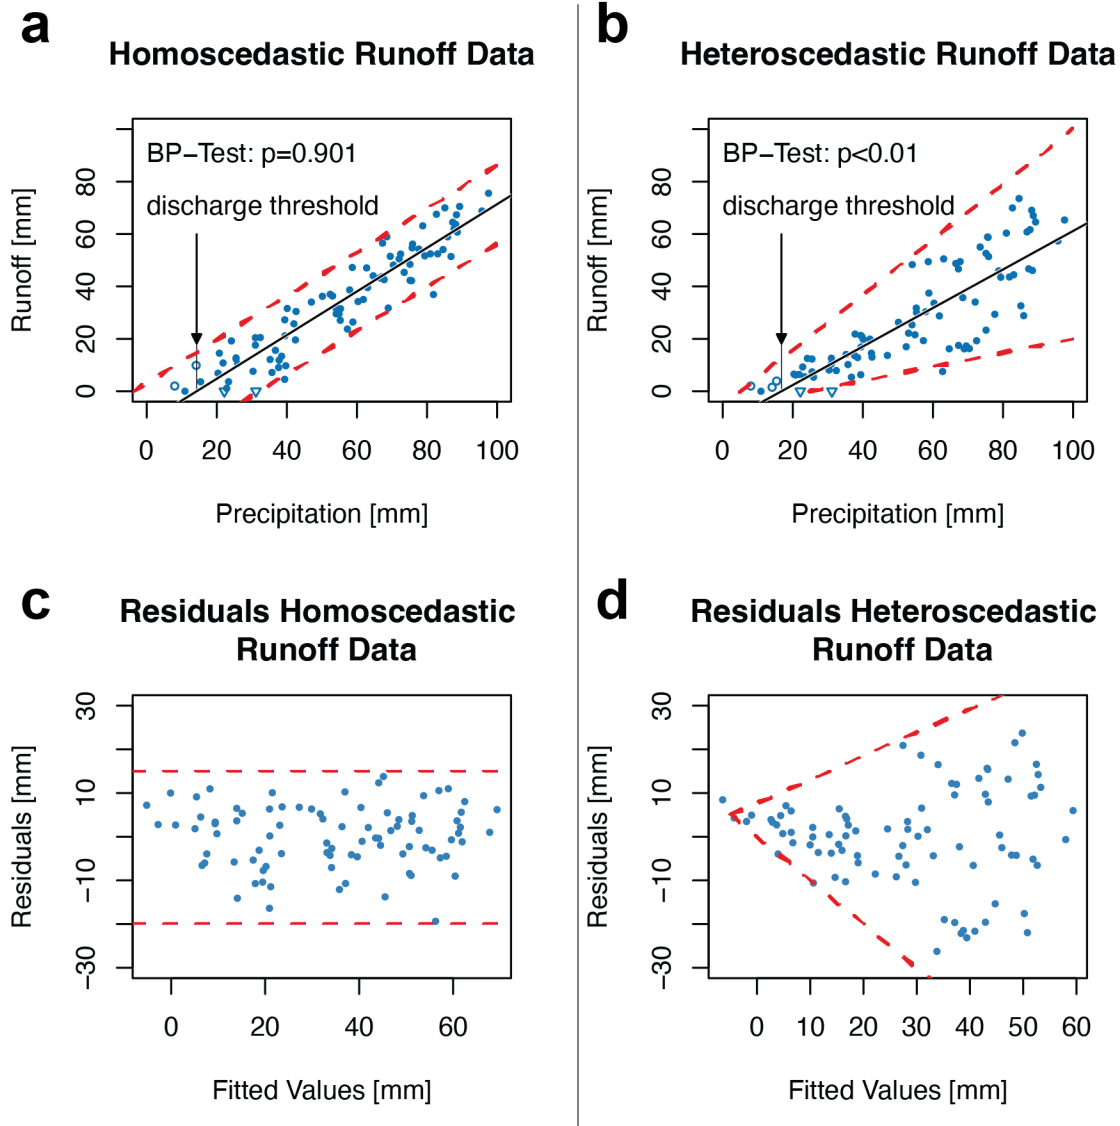 a
Homoscedastic Runoff Data
BP−Test: p=0.901
discharge threshold
Runoff [mm]
0 20 40 60 80
0 20 40 60 80 100
Precipitation [mm]
b
Heteroscedastic Runoff Data
BP−Test: p<0.01
discharge threshold
Runoff [mm]
0 20 40 60 80
0 20 40 60 80 100
Precipitation [mm]
c
Residuals Homoscedastic
Runoff Data
Residuals [mm]
−30 −10 10 30
0 20 40 60
Fitted Values [mm]
d
Residuals Heteroscedastic
Runoff Data
Residuals [mm]
−30 −10 10 30
0 10 20 30 40 50 60
Fitted Values [mm]